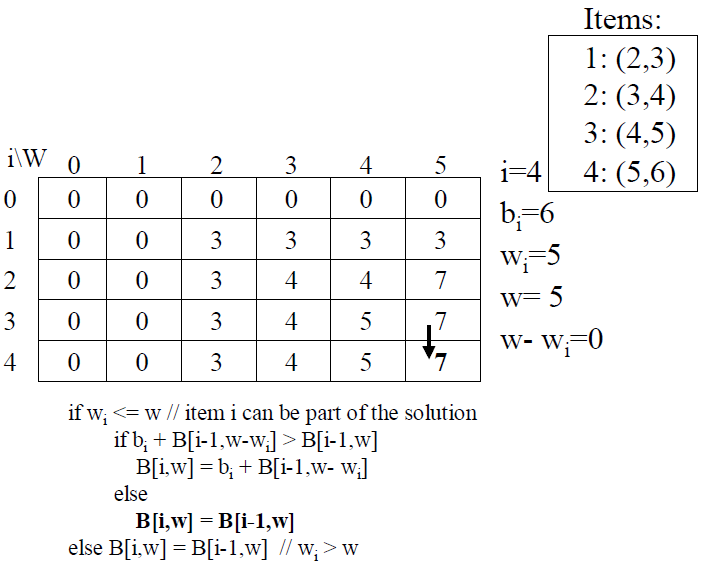 Items:
1: (2,3)
2: (3,4)
3: (4,5)
4: (5,6)
i\W 0 1 2 3 4 5
0 0 0 0 0 0 0
1 0 0 3 3 3 3
2 0 0 3 4 4 7
3 0 0 3 4 5 7
4 0 0 3 4 5 7
i=4
bi=6
wi=5
w= 5
w- wi=0
if wi <= w // item i can be part of the solution
if bi + B[i-1,w-wi] > B[i-1,w]
B[i,w] = bi + B[i-1,w- wi]
else
B[i,w] = B[i-1,w]
else B[i,w] = B[i-1,w] // wi > w